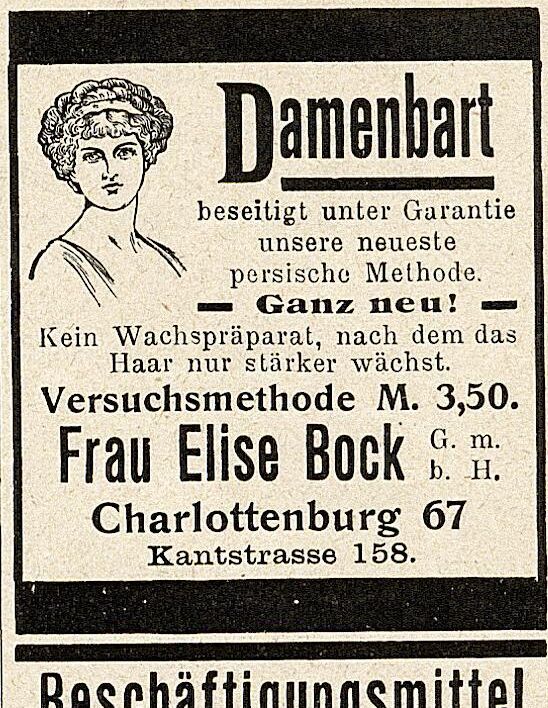 Damenbart
beseitigt unter Garantie
unsere neueste
persische Methode.
Ganz neu!
Kein Wachspräparat, nach dem das
Haar nur stärker wächst.
Versuchsmethode M. 3,50.
Frau Elise Bock G. m.
b. H.
Charlottenburg 67
Kantstrasse 158.
Beschäftigungsmittel